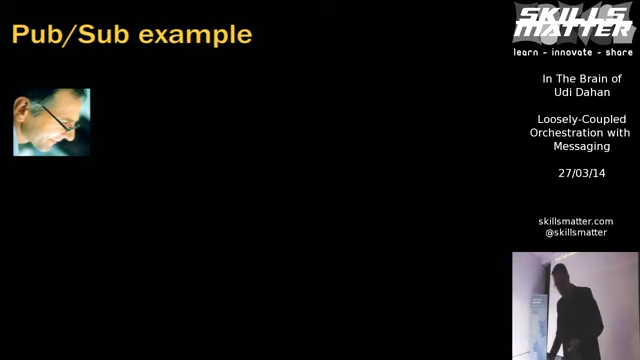 Pub/Sub example
SKILLS
MATTER
learn - innovate - share
In The Brain of
Udi Dahan
Loosely-Coupled
Orchestration with
Messaging
27/03/14
skillsmatter.com
@skillsmatter